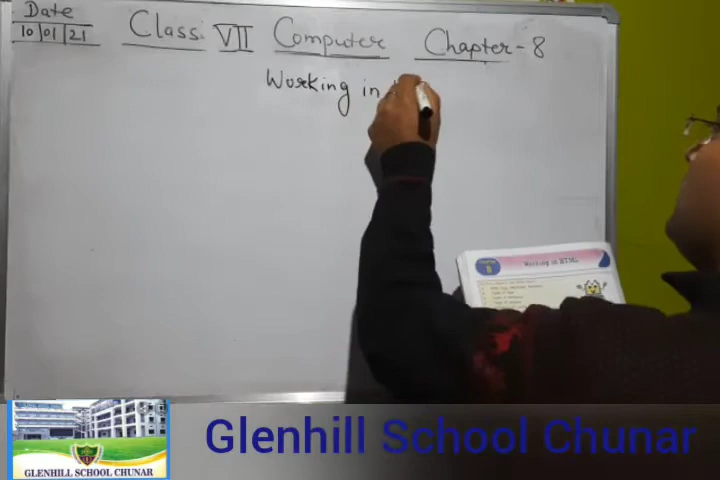 Date
10/01/21
Class VII Computer Chapter-8
Working in
8 Working in HTML
GLENHILL SCHOOL CHUNAR
Glenhill School Chunar